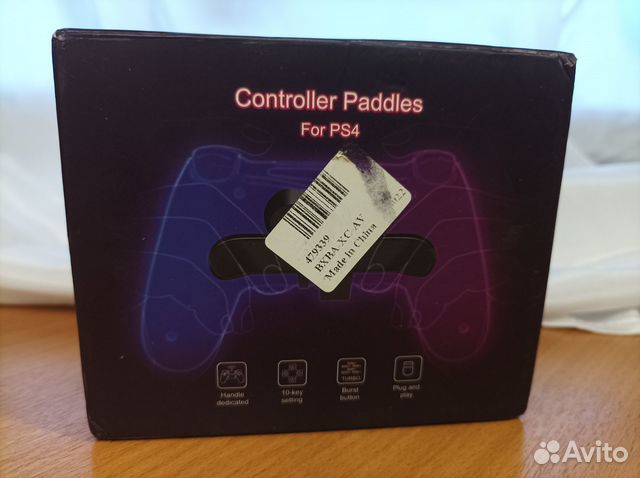 Controller Paddles
For PS4
022
479339
BXBA-XC-AV
Made in China
TURBO
Handle
dedicated
10-key
setting
Burst
button
Plug and
play
Avito